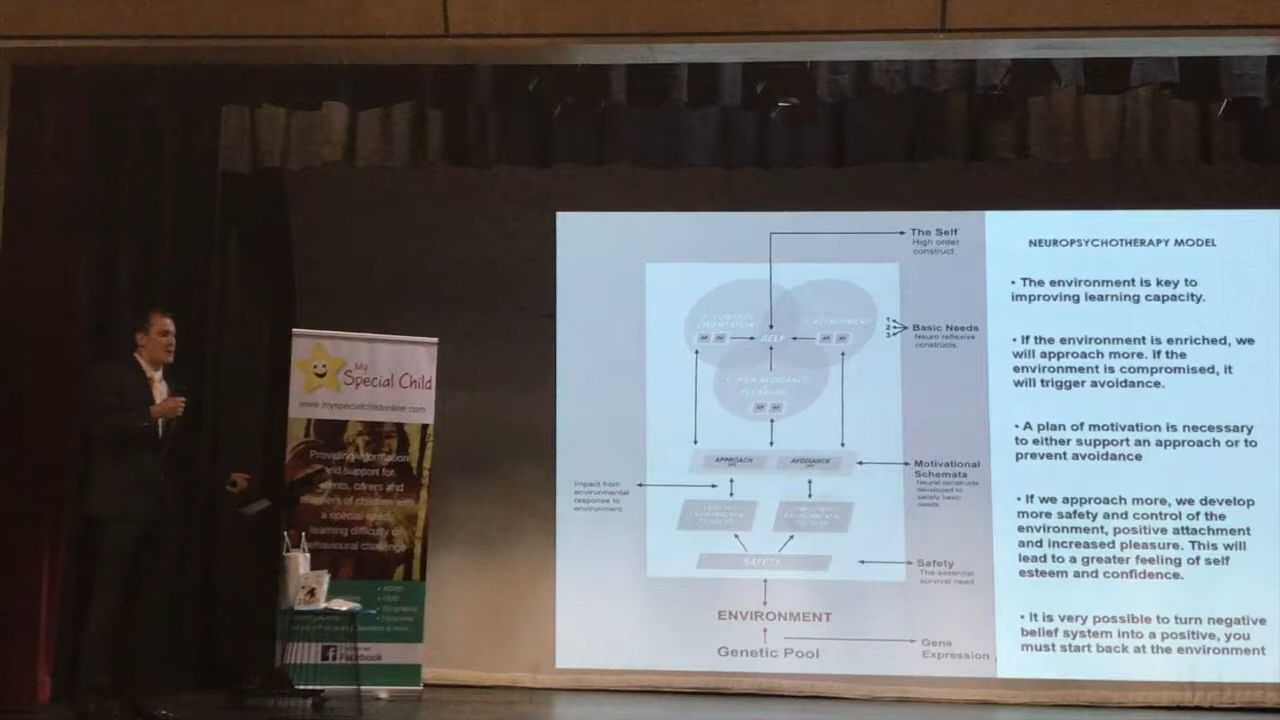 My
Special Child
www.myspecialchildonline.com
Providing information
and support for
parents, carers and
children with
a special
learning difficulty or
behavioural challenge
Facebook
The Self
High order
construct
SELF
1
2
3
Basic Needs
Neuro reflexive
constructs.
APPROACH
AVOIDANCE
Motivational
Schemata
Neural constructs
developed to
satisfy basic
needs.
Impact from
environmental
response to
environment
SAFETY
Safety
The essential
survival need
ENVIRONMENT
Genetic Pool
Gene
Expression
NEUROPSYCHOTHERAPY MODEL
• The environment is key to
improving learning capacity.
• If the environment is enriched, we
will approach more. If the
environment is compromised, it
will trigger avoidance.
• A plan of motivation is necessary
to either support an approach or to
prevent avoidance
• If we approach more, we develop
more safety and control of the
environment, positive attachment
and increased pleasure. This will
lead to a greater feeling of self
esteem and confidence.
• It is very possible to turn negative
belief system into a positive, you
must start back at the environment